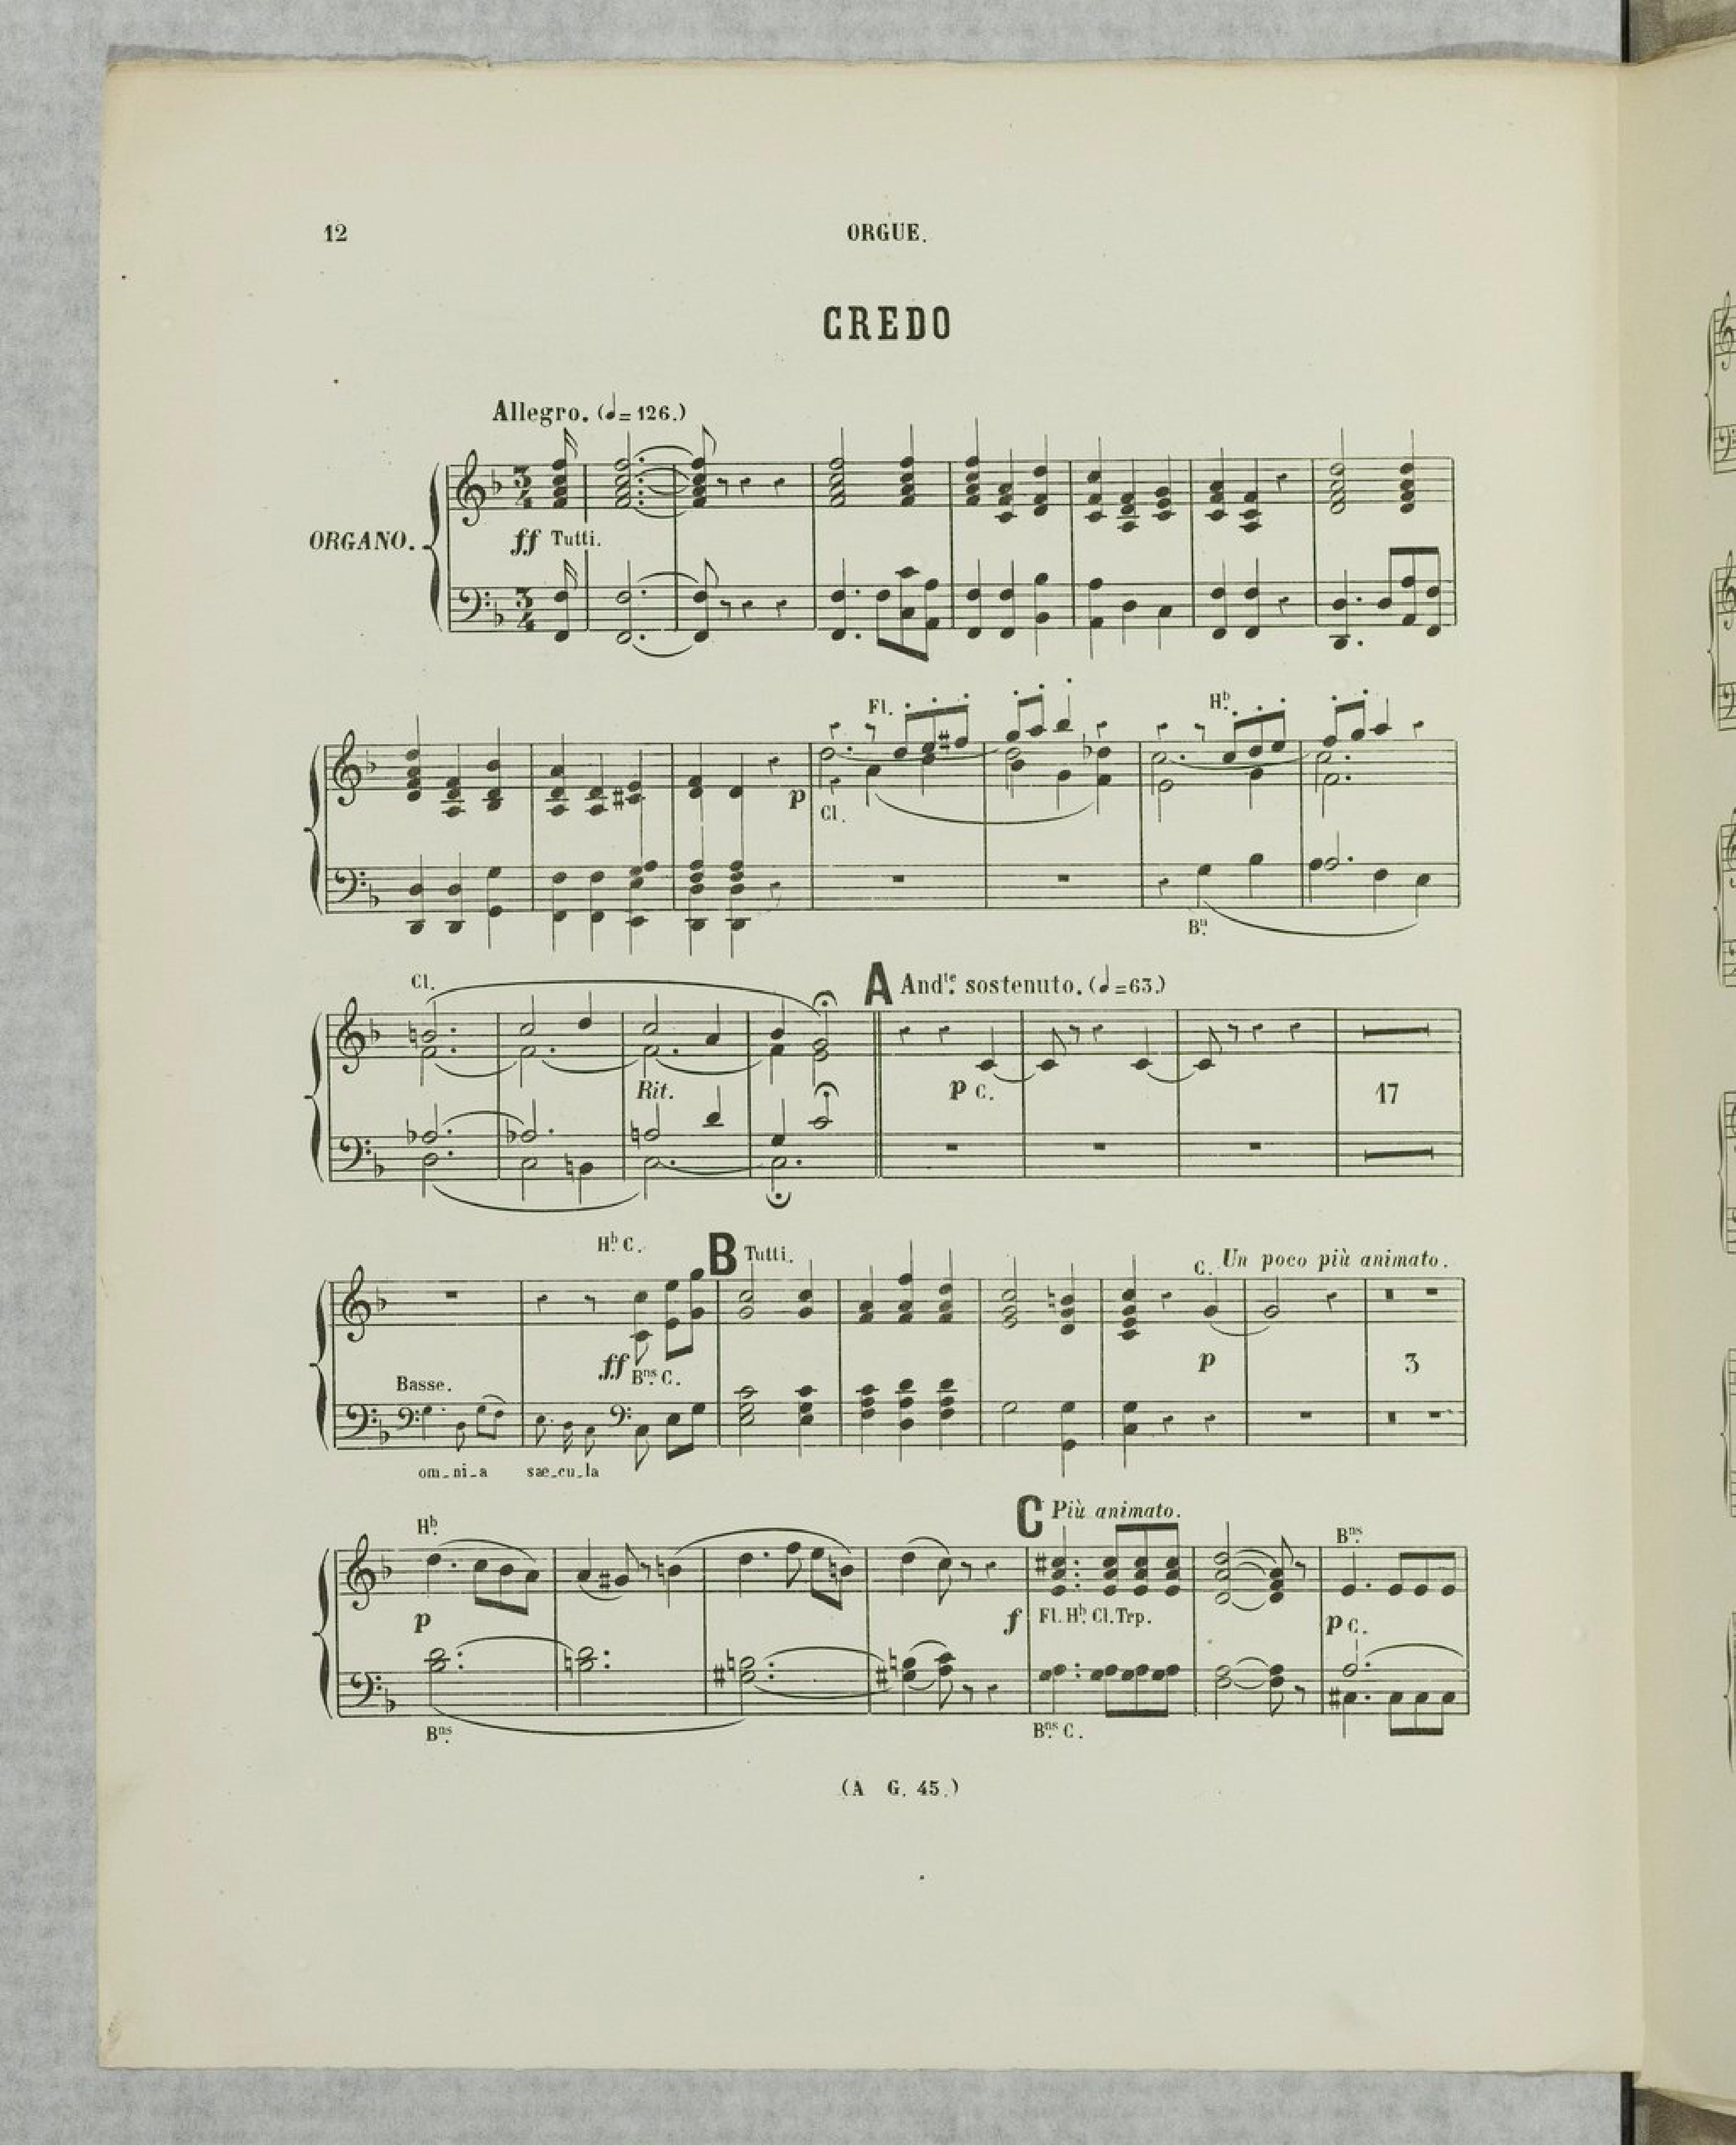 12
ORGUE.
CREDO
Allegro. (♩=126.)
ORGANO.
ff Tutti.
Fl.
Hb.
p
Cl.
Bn.
Cl.
A Andte. sostenuto. (♩=63.)
Rit.
p C.
17
Hb. C.
B Tutti.
C. Un poco più animato.
ff Bns. C.
p
3
Basse.
om_ni_a sae_cu_la
Hb.
C Più animato.
Bns.
p
f Fl. Hb. Cl. Trp.
p C.
Bns.
Bns. C.
(A G. 45.)